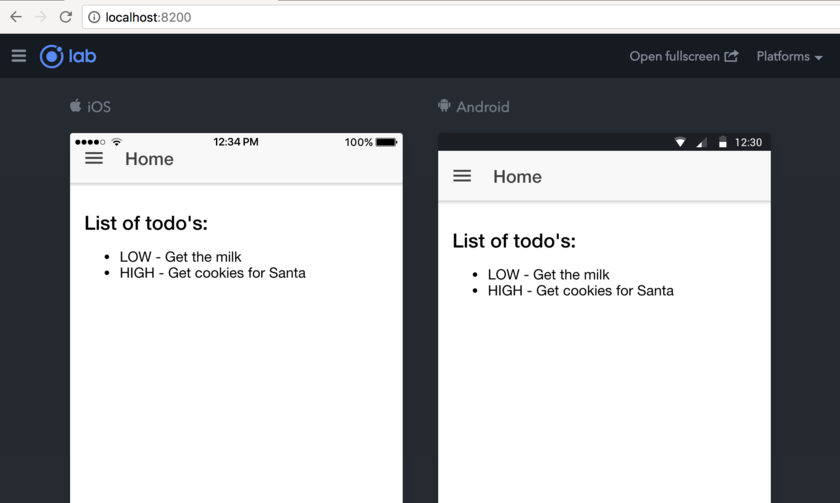 localhost:8200
lab
Open fullscreen
Platforms
iOS
Android
12:34 PM
100%
Home
List of todo's:
• LOW - Get the milk
• HIGH - Get cookies for Santa
12:30
Home
List of todo's:
• LOW - Get the milk
• HIGH - Get cookies for Santa